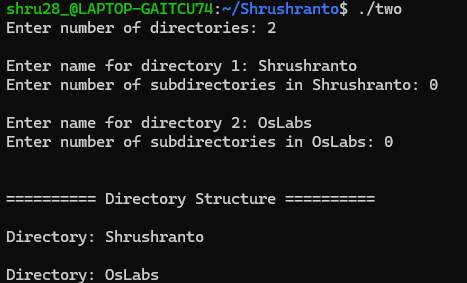 shru28_@LAPTOP-GAITCU74:~/Shrushranto$ ./two
Enter number of directories: 2
Enter name for directory 1: Shrushranto
Enter number of subdirectories in Shrushranto: 0
Enter name for directory 2: OsLabs
Enter number of subdirectories in OsLabs: 0
========== Directory Structure ==========
Directory: Shrushranto
Directory: OsLabs